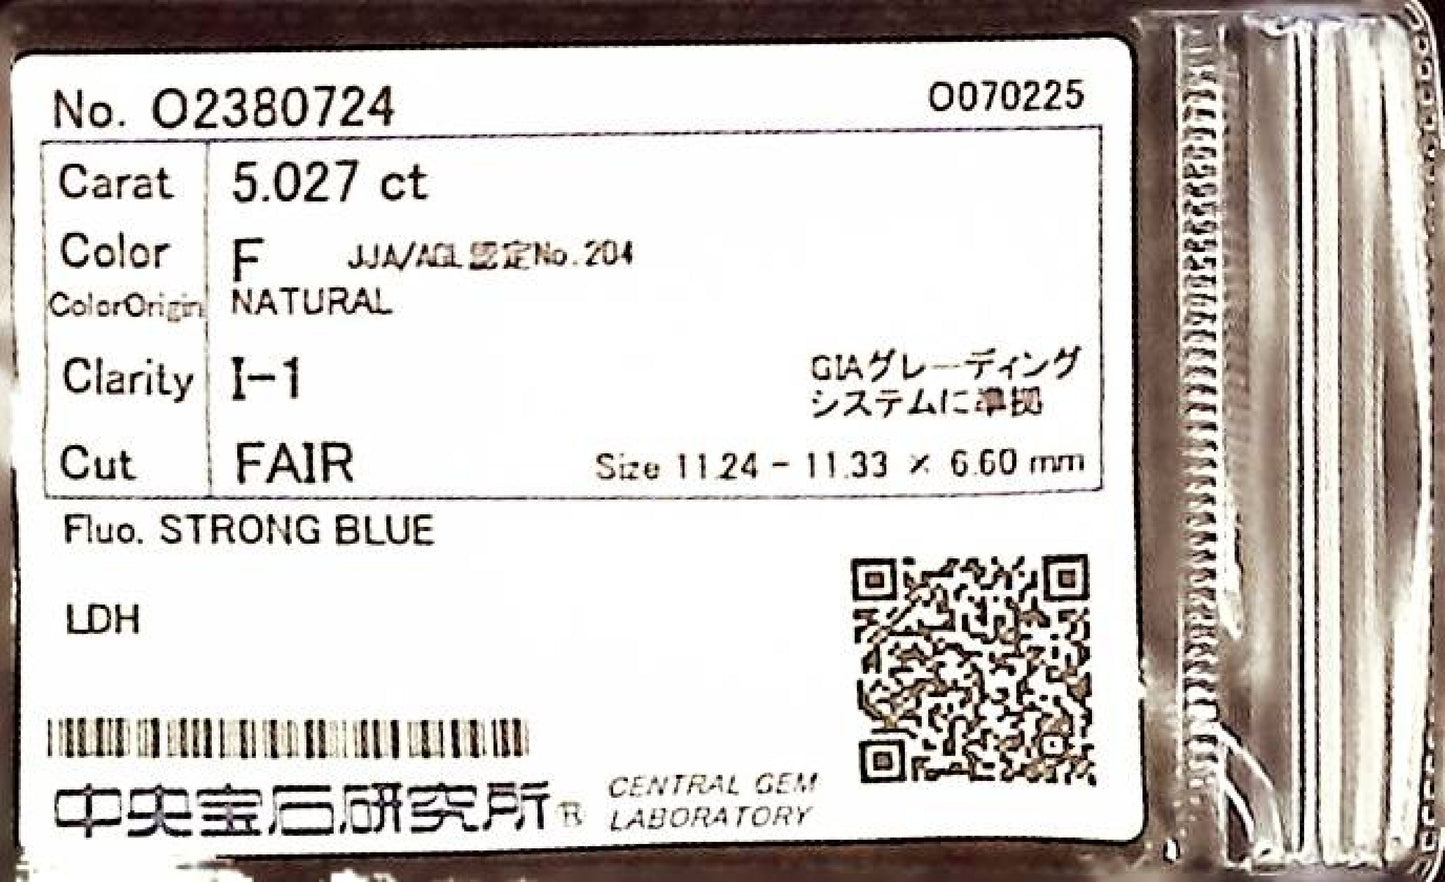 No. O2380724
O070225
Carat 5.027 ct
Color F JJA/AGL認定No.204
ColorOrigin NATURAL
Clarity I-1
GIAグレーディング
システムに準拠
Cut FAIR Size 11.24 - 11.33 × 6.60 mm
Fluo. STRONG BLUE
LDH
中央宝石研究所®
CENTRAL GEM
LABORATORY